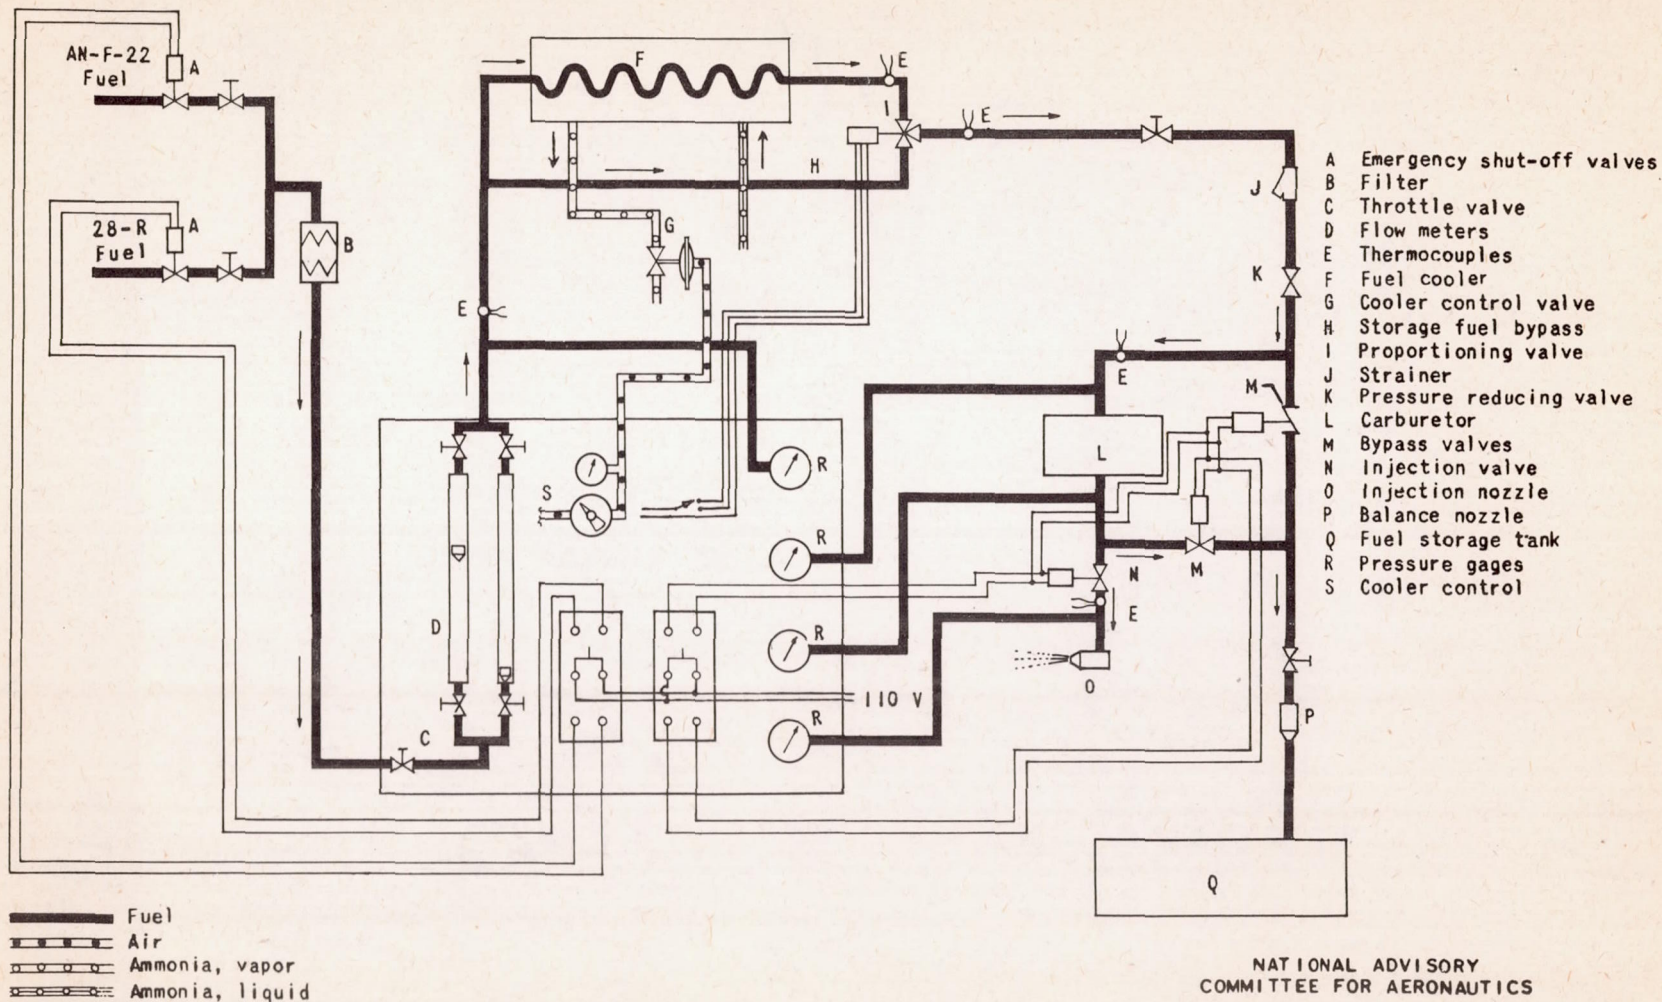 AN-F-22
Fuel
A
28-R
Fuel
A
B
F
E
I
E
H
G
E
J
K
E
M
L
S
R
R
D
R
N
M
E
O
110 V
R
C
P
Q
A Emergency shut-off valves
B Filter
C Throttle valve
D Flow meters
E Thermocouples
F Fuel cooler
G Cooler control valve
H Storage fuel bypass
I Proportioning valve
J Strainer
K Pressure reducing valve
L Carburetor
M Bypass valves
N Injection valve
O Injection nozzle
P Balance nozzle
Q Fuel storage tank
R Pressure gages
S Cooler control
Fuel
Air
Ammonia, vapor
Ammonia, liquid
NATIONAL ADVISORY
COMMITTEE FOR AERONAUTICS